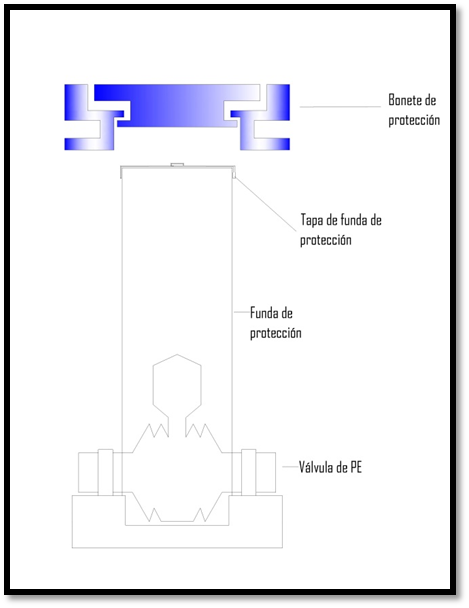 Bonete de
protección
Tapa de funda de
protección
Funda de
protección
Válvula de PE